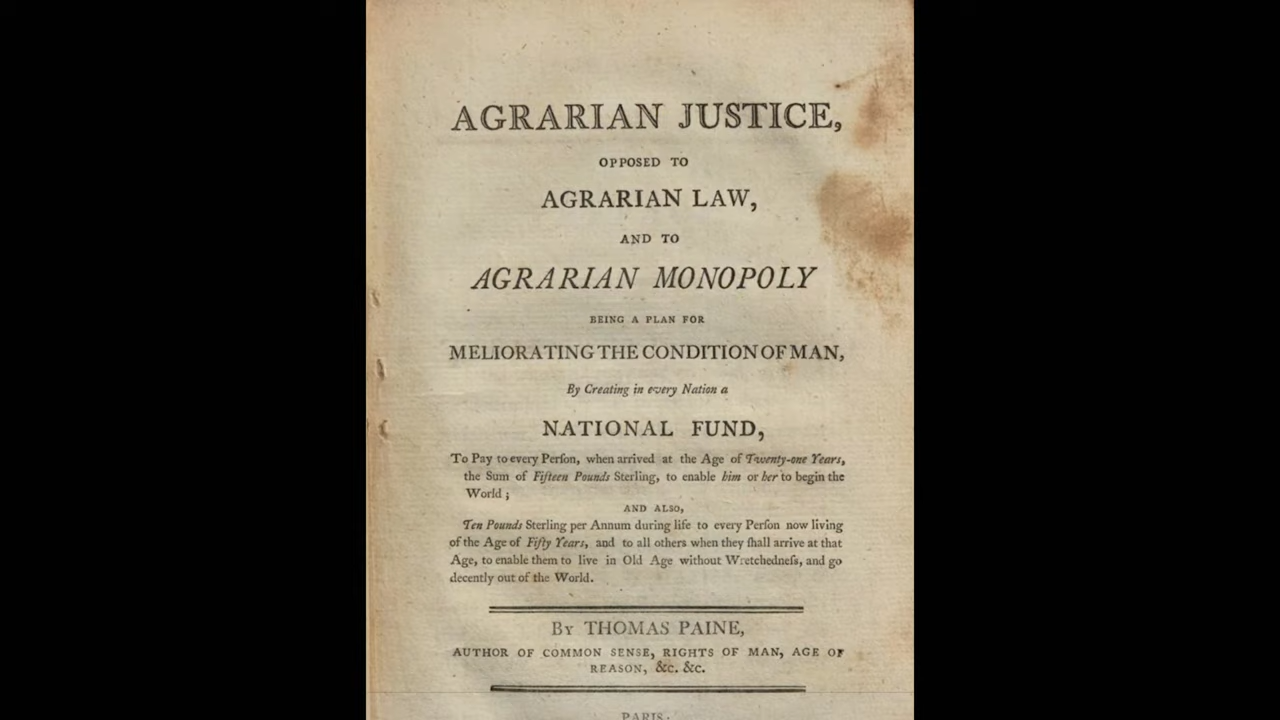 AGRARIAN JUSTICE,
OPPOSED TO
AGRARIAN LAW,
AND TO
AGRARIAN MONOPOLY
BEING A PLAN FOR
MELIORATING THE CONDITION OF MAN,
By Creating in every Nation a
NATIONAL FUND,
To Pay to every Perſon, when arrived at the Age of Twenty-one Years,
the Sum of Fifteen Pounds Sterling, to enable him or her to begin the
World;
AND ALSO,
Ten Pounds Sterling per Annum during life to every Perſon now living
of the Age of Fifty Years, and to all others when they ſhall arrive at that
Age, to enable them to live in Old Age without Wretchedneſs, and go
decently out of the World.
By THOMAS PAINE,
AUTHOR OF COMMON SENSE, RIGHTS OF MAN, AGE OF
REASON, &c. &c.
PARIS: